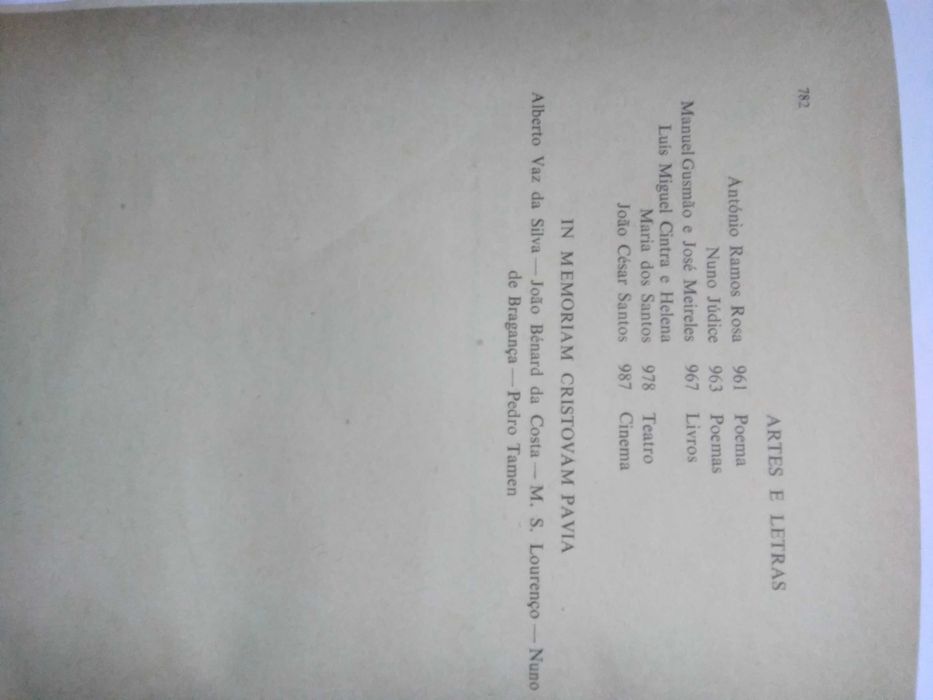 782
ARTES E LETRAS
António Ramos Rosa 961 Poema
Nuno Júdice 963 Poemas
Manuel Gusmão e José Meireles 967 Livros
Luís Miguel Cintra e Helena
Maria dos Santos 978 Teatro
João César Santos 987 Cinema
IN MEMORIAM CRISTOVAM PAVIA
Alberto Vaz da Silva — João Bénard da Costa — M. S. Lourenço — Nuno
de Bragança — Pedro Tamen